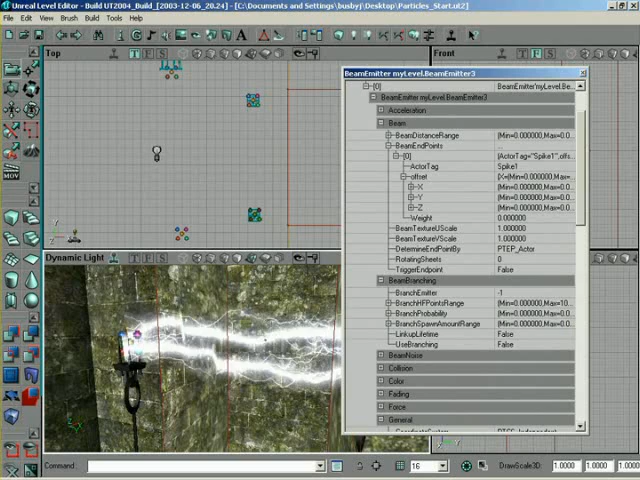 Unreal Level Editor - Build UT2004_Build_[2003-12-06_20.24] - [C:\Documents and Settings\busbyj\Desktop\Particles_Start.ut2]
File Edit View Brush Build Tools Help
Top
Front
BeamEmitter myLevel.BeamEmitter3
[0] BeamEmitter'myLevel.Be...
BeamEmitter myLevel.BeamEmitter3
Acceleration
Beam
BeamDistanceRange (Min=0.000000,Max=0.0
BeamEndPoints ...
[0] (ActorTag="Spike1",offs
ActorTag Spike1
offset (X=(Min=0.000000,Max=
X (Min=0.000000,Max=0.0
Y (Min=0.000000,Max=0.0
Z (Min=0.000000,Max=0.0
Weight 0.000000
BeamTextureUScale 1.000000
BeamTextureVScale 1.000000
DetermineEndPointBy PTEP_Actor
RotatingSheets 0
TriggerEndpoint False
BeamBranching
BranchEmitter -1
BranchHFPointsRange (Min=0.000000,Max=10
BranchProbability (Min=0.000000,Max=0.0
BranchSpawnAmountRange (Min=0.000000,Max=0.0
LinkupLifetime False
UseBranching False
BeamNoise
Collision
Color
Fading
Force
General
Dynamic Light
MOV
Command:
16
DrawScale3D: 1.0000 1.0000 1.0000